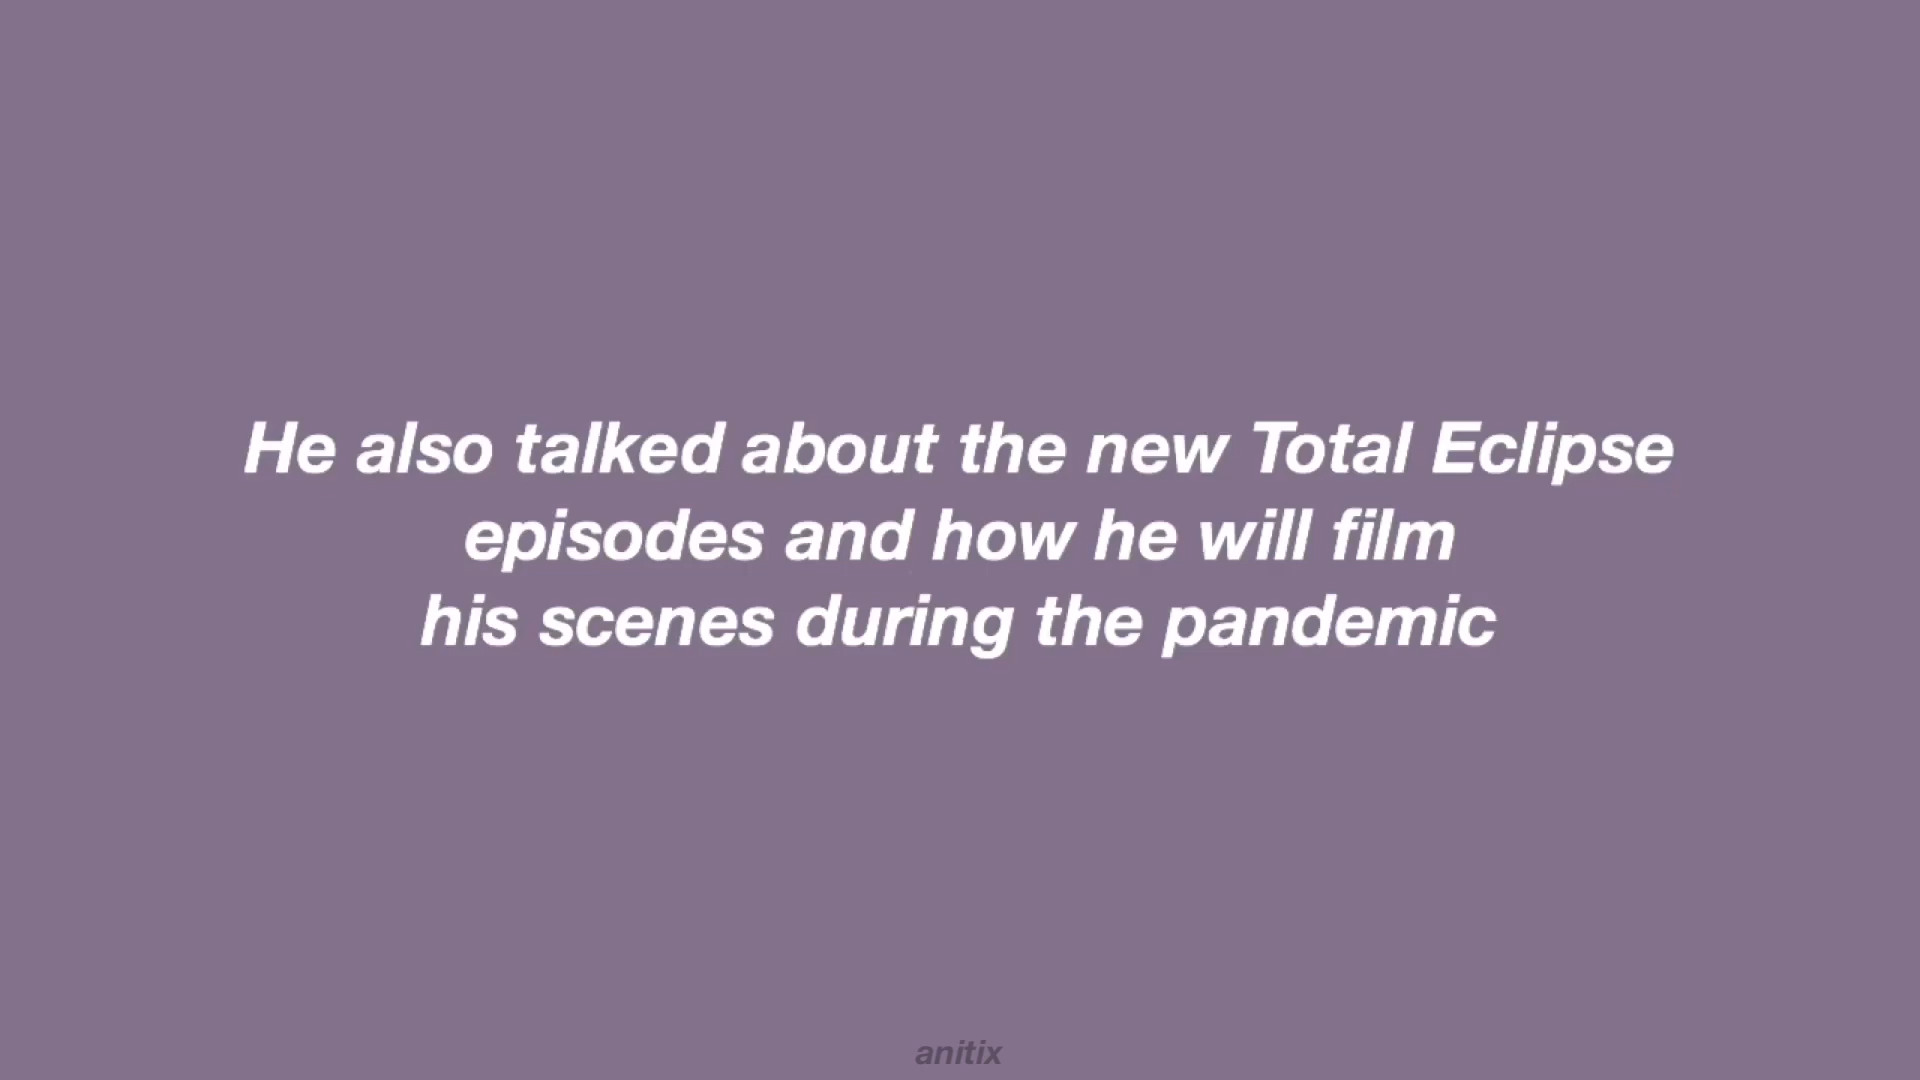 He also talked about the new Total Eclipse
episodes and how he will film
his scenes during the pandemic
anitix